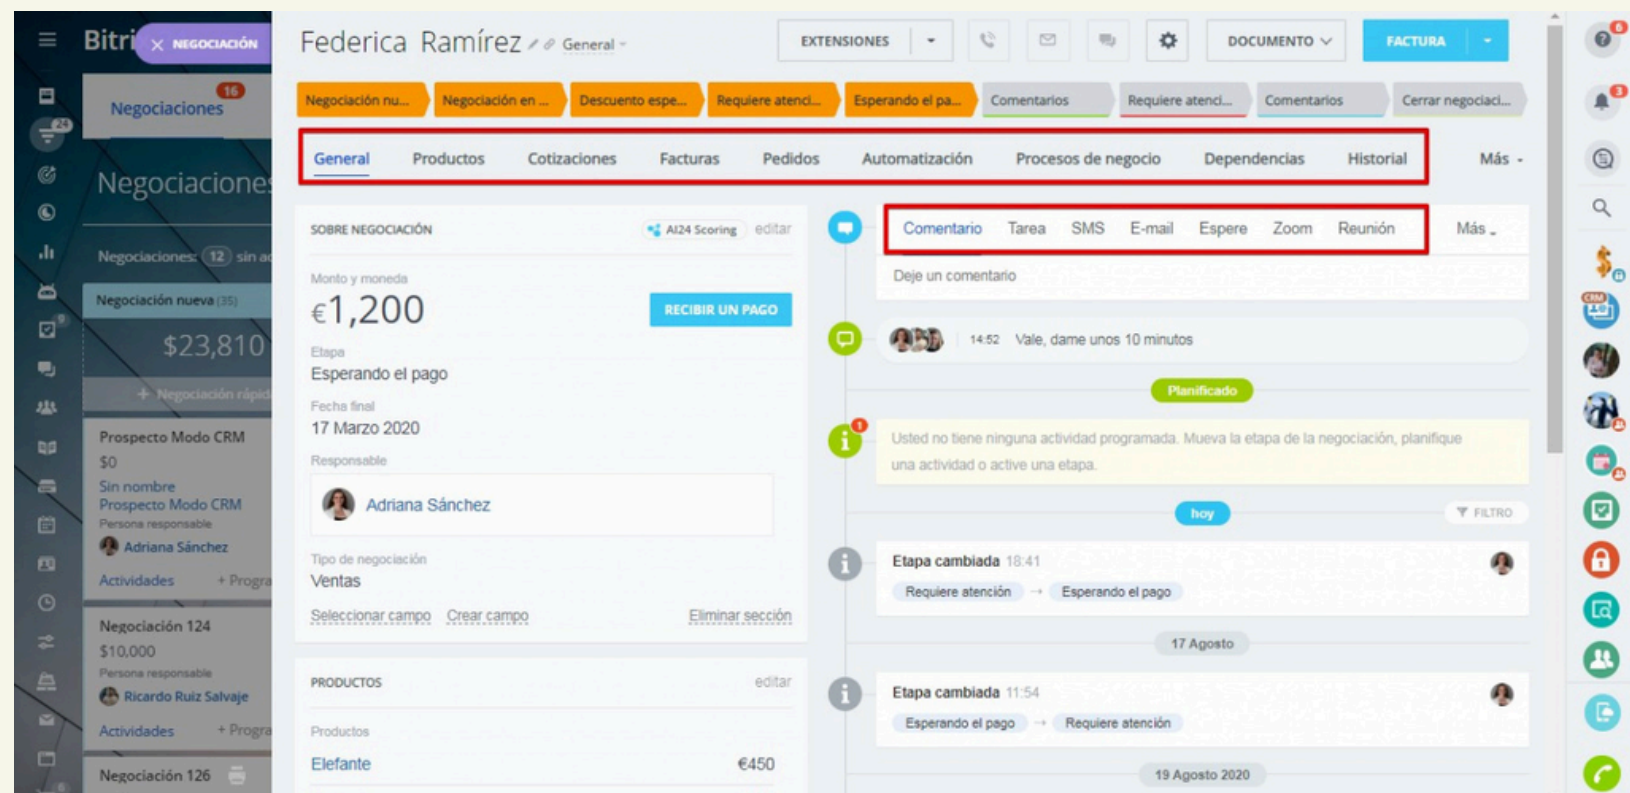 Bitri
NEGOCIACIÓN
Federica Ramírez
General
EXTENSIONES
DOCUMENTO
FACTURA
6
Negociaciones
16
Negociación nu...
Negociación en ...
Descuento espe...
Requiere atenci...
Esperando el pa...
Comentarios
Requiere atenci...
Comentarios
Cerrar negociaci...
3
24
General
Productos
Cotizaciones
Facturas
Pedidos
Automatización
Procesos de negocio
Dependencias
Historial
Más
Negociaciones
Negociaciones: 12 sin ac
Negociación nueva (35)
$23,810
+ Negociación rápid
9
SOBRE NEGOCIACIÓN
AI24 Scoring
editar
Monto y moneda
€1,200
RECIBIR UN PAGO
Etapa
Esperando el pago
Fecha final
17 Marzo 2020
Responsable
Adriana Sánchez
Tipo de negociación
Ventas
Seleccionar campo
Crear campo
Eliminar sección
PRODUCTOS
editar
Productos
Elefante
€450
Comentario
Tarea
SMS
E-mail
Espere
Zoom
Reunión
Más
Deje un comentario
14:52 Vale, dame unos 10 minutos
Planificado
1
Usted no tiene ninguna actividad programada. Mueva la etapa de la negociación, planifique
una actividad o active una etapa.
hoy
FILTRO
Etapa cambiada 18:41
Requiere atención → Esperando el pago
17 Agosto
Etapa cambiada 11:54
Esperando el pago → Requiere atención
19 Agosto 2020
Prospecto Modo CRM
$0
Sin nombre
Prospecto Modo CRM
Persona responsable
Adriana Sánchez
Actividades
+ Progra
Negociación 124
$10,000
Persona responsable
Ricardo Ruiz Salvaje
Actividades
+ Progra
Negociación 126
CRM